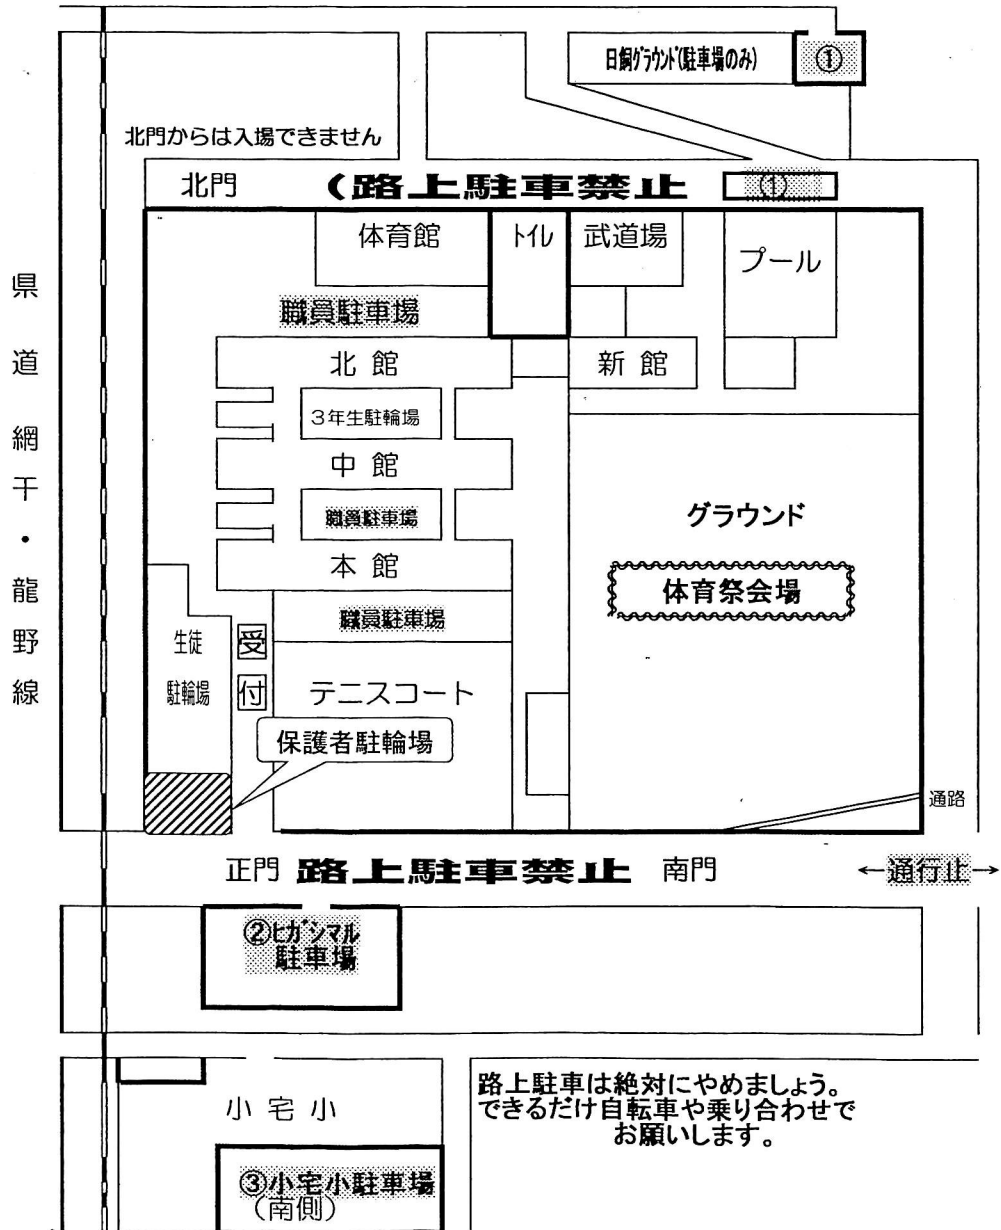 日飼グラウンド(駐車場のみ)
①
北門からは入場できません
北門
(路上駐車禁止
①
体育館
トイレ
武道場
プール
職員駐車場
北館
新館
3年生駐輪場
中館
職員駐車場
本館
職員駐車場
グラウンド
体育祭会場
県道網干・龍野線
生徒
駐輪場
受付
テニスコート
保護者駐輪場
通路
正門
路上駐車禁止
南門
←通行止→
②ヒガシマル
駐車場
小宅小
③小宅小駐車場
(南側)
路上駐車は絶対にやめましょう。
できるだけ自転車や乗り合わせで
お願いします。